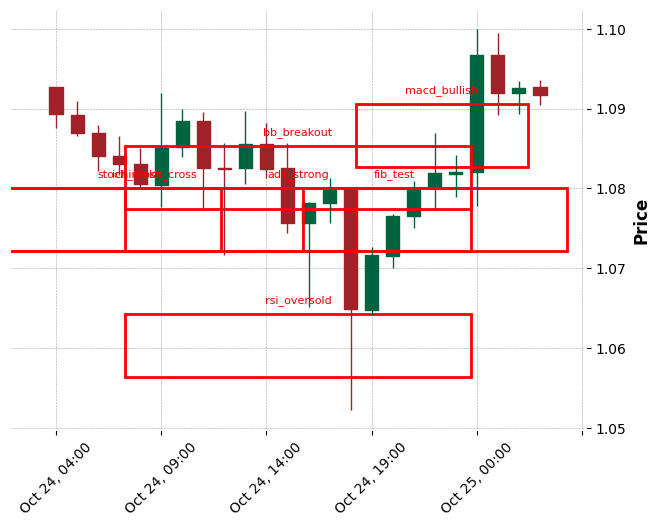 1.10
macd_bullish
1.09
bb_breakout
adx_strong
fib_test
1.08
Price
1.07
rsi_oversold
1.06
1.05
Oct 24, 04:00
Oct 24, 09:00
Oct 24, 14:00
Oct 24, 19:00
Oct 25, 00:00